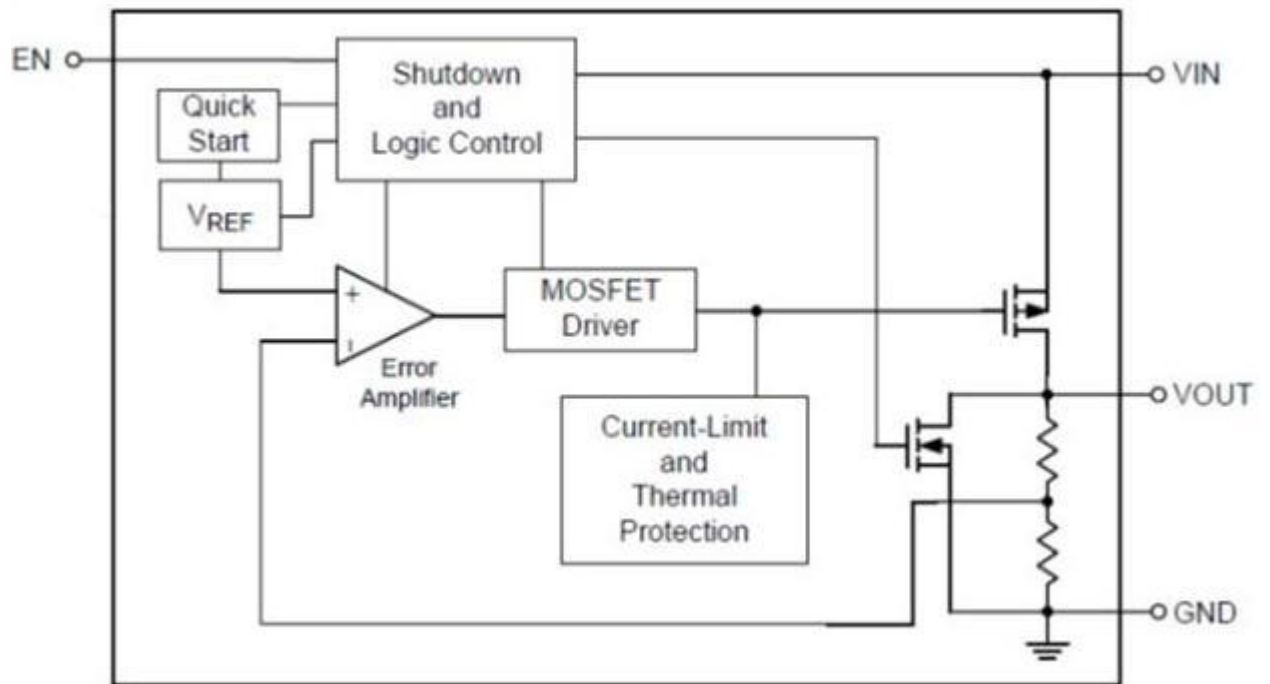 EN
Shutdown
and
Logic Control
VIN
Quick
Start
VREF
+
-
MOSFET
Driver
Error
Amplifier
VOUT
Current-Limit
and
Thermal
Protection
GND